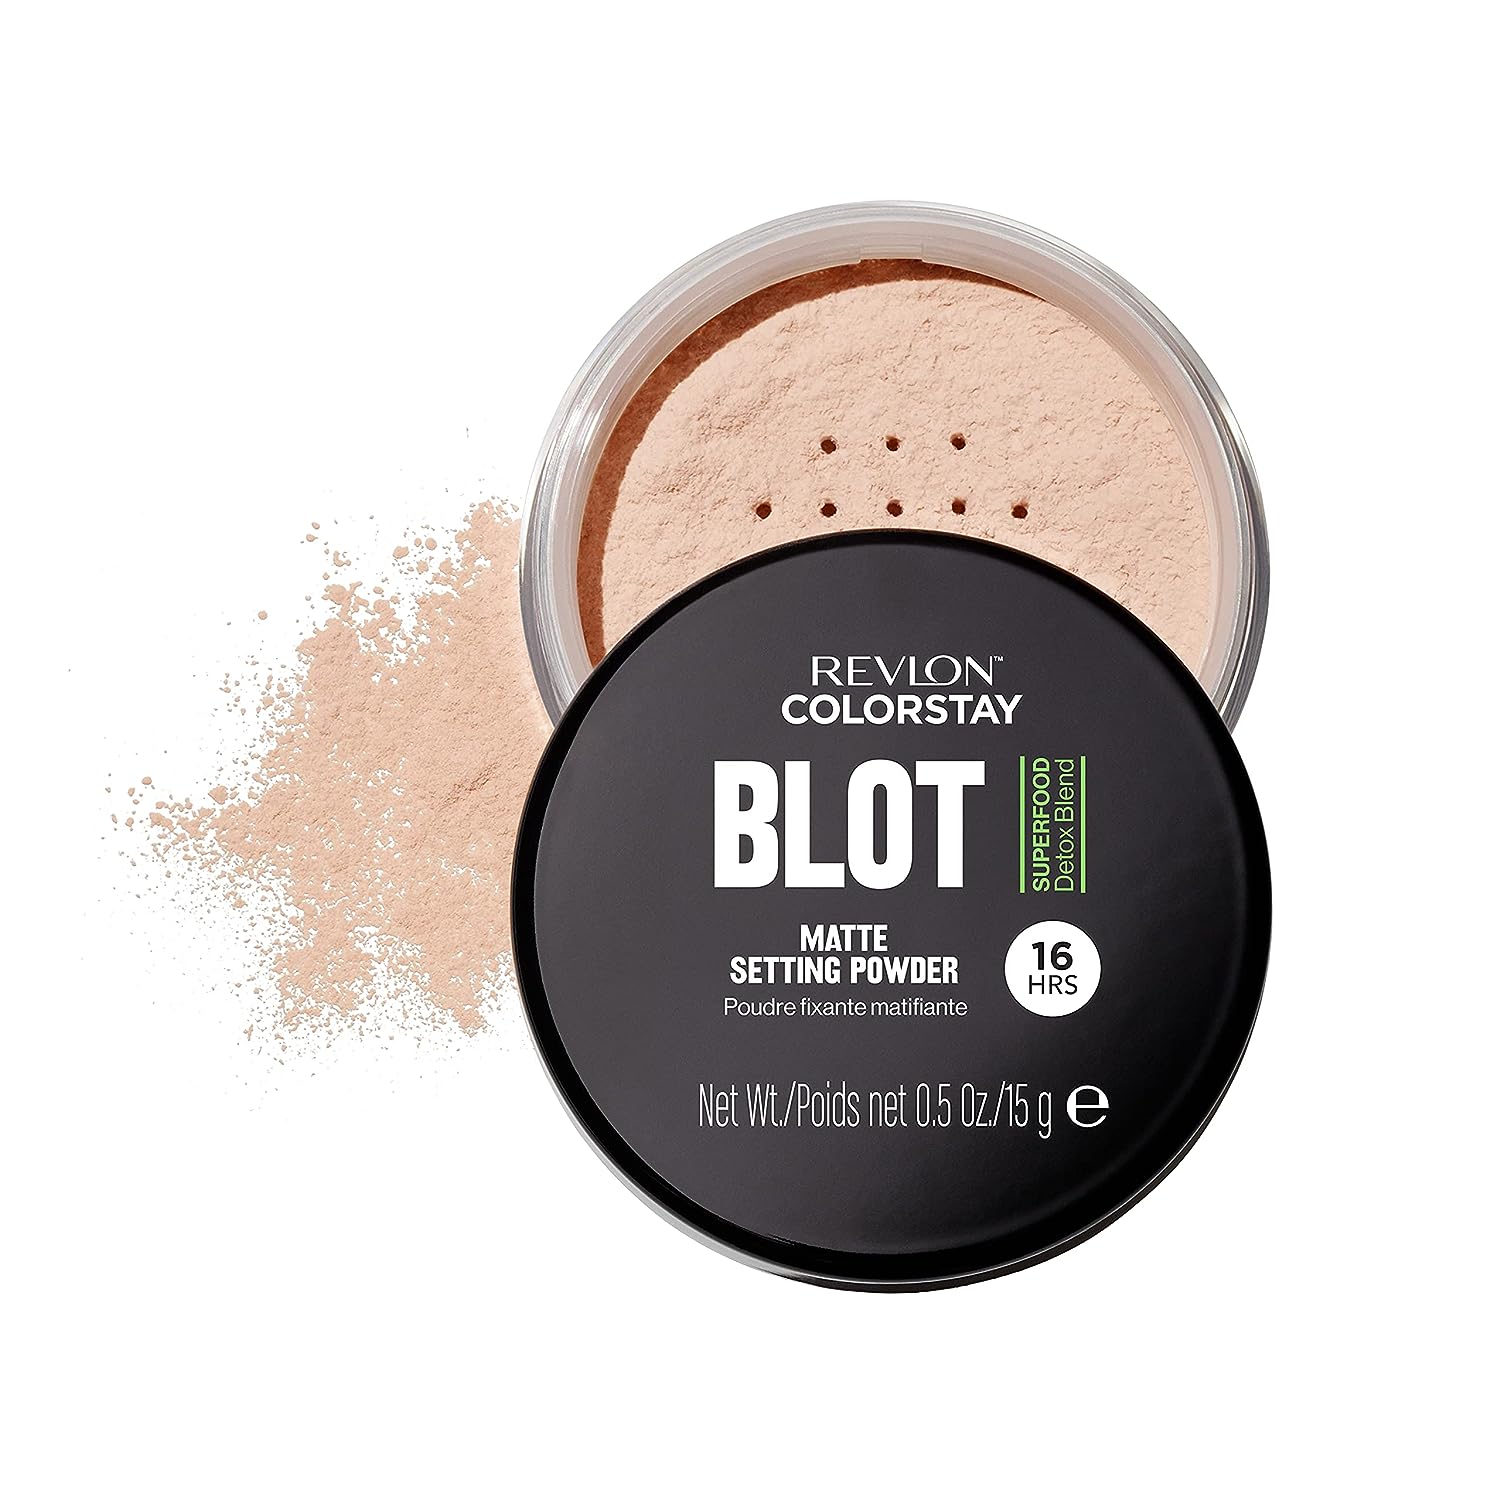 REVLON™
COLORSTAY
BLOT
SUPERFOOD
Detox Blend
MATTE
SETTING POWDER
Poudre fixante matifiante
16
HRS
Net Wt./Poids net 0.5 Oz./15 g ℮